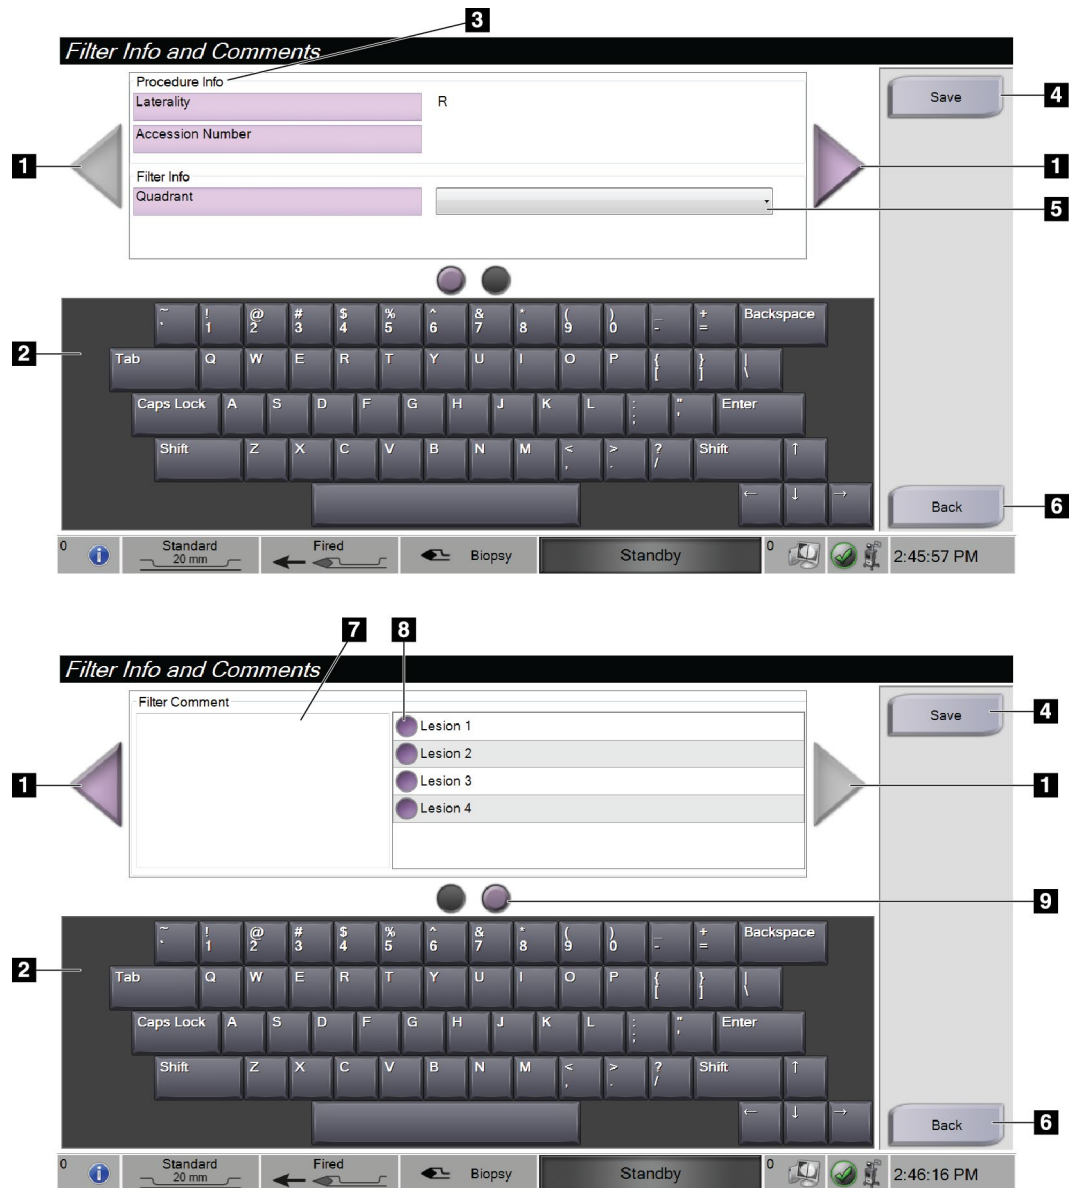 3
Filter Info and Comments
Procedure Info
Laterality R
Save 4
Accession Number
1 1
Filter Info
Quadrant
5
~ ! @ # $ % ^ & * ( ) _ + Backspace
` 1 2 3 4 5 6 7 8 9 0 - =
2
Tab Q W E R T Y U I O P { } |
[ ] \
Caps Lock A S D F G H J K L : " Enter
; '
Shift Z X C V B N M < > ? Shift ↑
, . /
← ↓ →
Back 6
0 Standard Fired Biopsy Standby 0 2:45:57 PM
20 mm
7 8
Filter Info and Comments
Filter Comment
Save 4
Lesion 1
Lesion 2
Lesion 3
1 1
Lesion 4
9
~ ! @ # $ % ^ & * ( ) _ + Backspace
` 1 2 3 4 5 6 7 8 9 0 - =
2
Tab Q W E R T Y U I O P { } |
[ ] \
Caps Lock A S D F G H J K L : " Enter
; '
Shift Z X C V B N M < > ? Shift ↑
, . /
← ↓ →
Back 6
0 Standard Fired Biopsy Standby 0 2:46:16 PM
20 mm